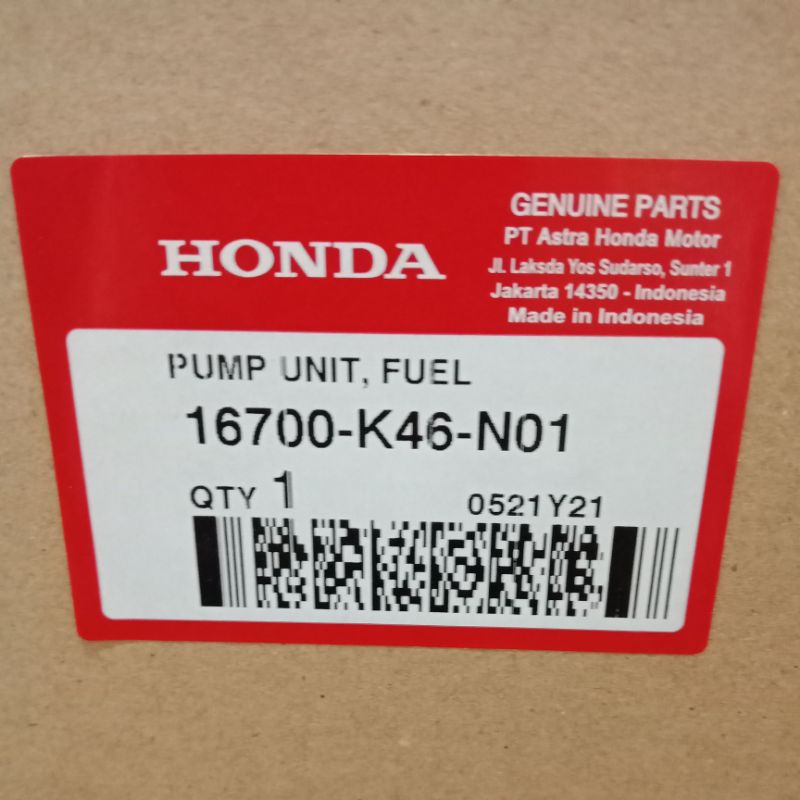 HONDA
GENUINE PARTS
PT Astra Honda Motor
Jl. Laksda Yos Sudarso, Sunter 1
Jakarta 14350 - Indonesia
Made in Indonesia
PUMP UNIT, FUEL
16700-K46-N01
QTY 1
0521Y21